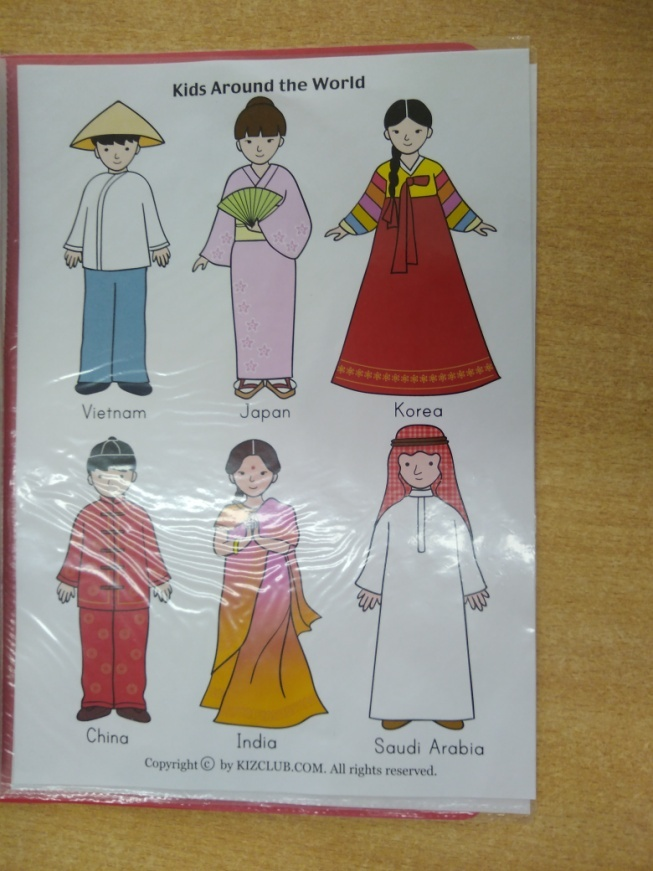 Kids Around the World
Vietnam
Japan
Korea
China
India
Saudi Arabia
Copyright © by KIZCLUB.COM. All rights reserved.